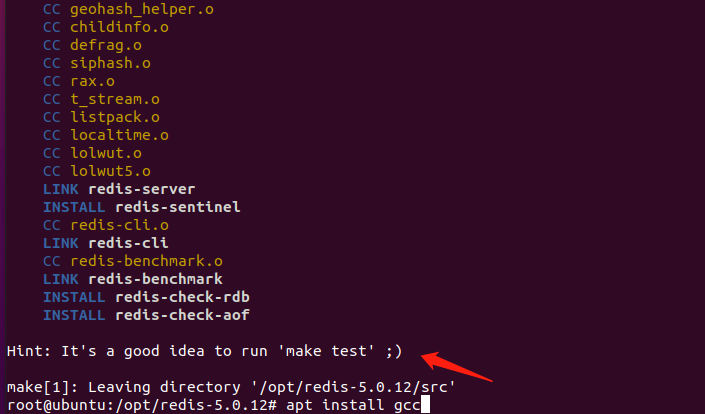 CC geohash_helper.o
CC childinfo.o
CC defrag.o
CC siphash.o
CC rax.o
CC t_stream.o
CC listpack.o
CC localtime.o
CC lolwut.o
CC lolwut5.o
LINK redis-server
INSTALL redis-sentinel
CC redis-cli.o
LINK redis-cli
CC redis-benchmark.o
LINK redis-benchmark
INSTALL redis-check-rdb
INSTALL redis-check-aof
Hint: It's a good idea to run 'make test' ;)
make[1]: Leaving directory '/opt/redis-5.0.12/src'
root@ubuntu:/opt/redis-5.0.12# apt install gcc